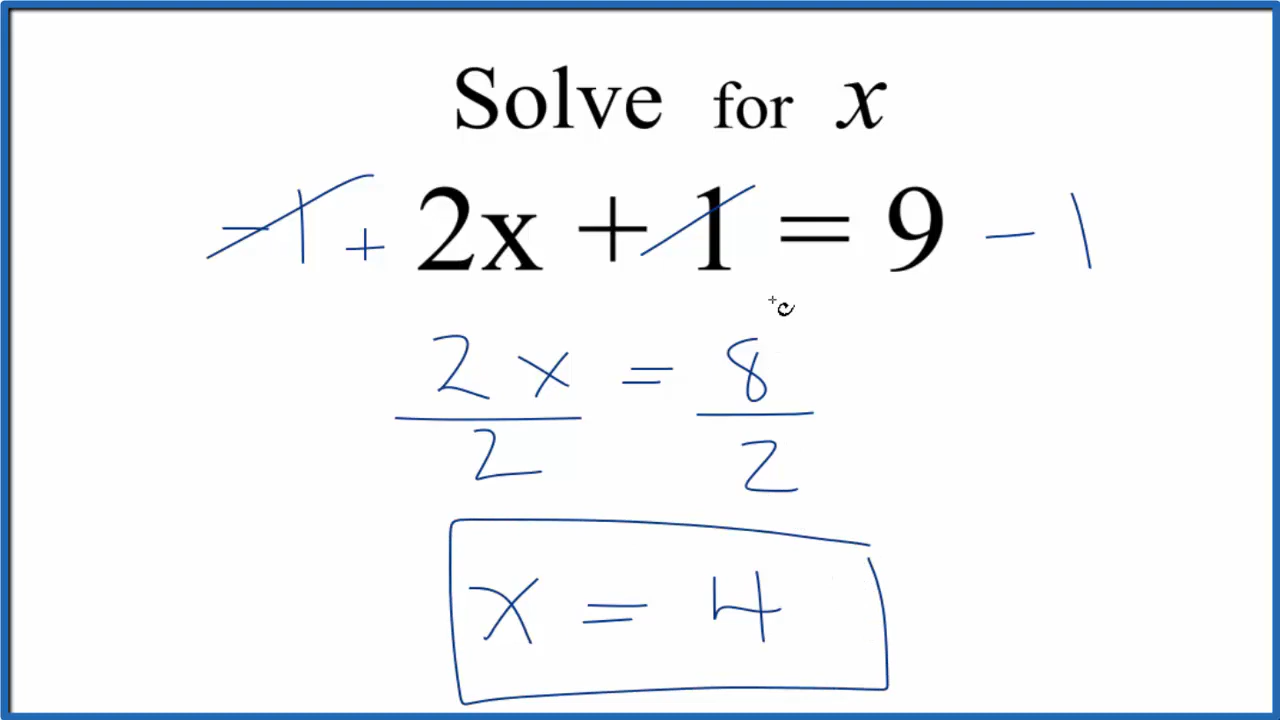 Solve for x
-1 + 2x + 1 = 9 - 1
2x = 8
2 2
x = 4